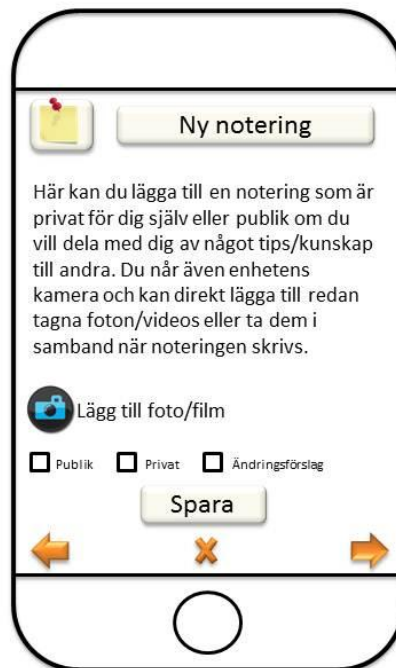 Ny notering
Här kan du lägga till en notering som är
privat för dig själv eller publik om du
vill dela med dig av något tips/kunskap
till andra. Du når även enhetens
kamera och kan direkt lägga till redan
tagna foton/videos eller ta dem i
samband när noteringen skrivs.
Lägg till foto/film
Publik Privat Ändringsförslag
Spara